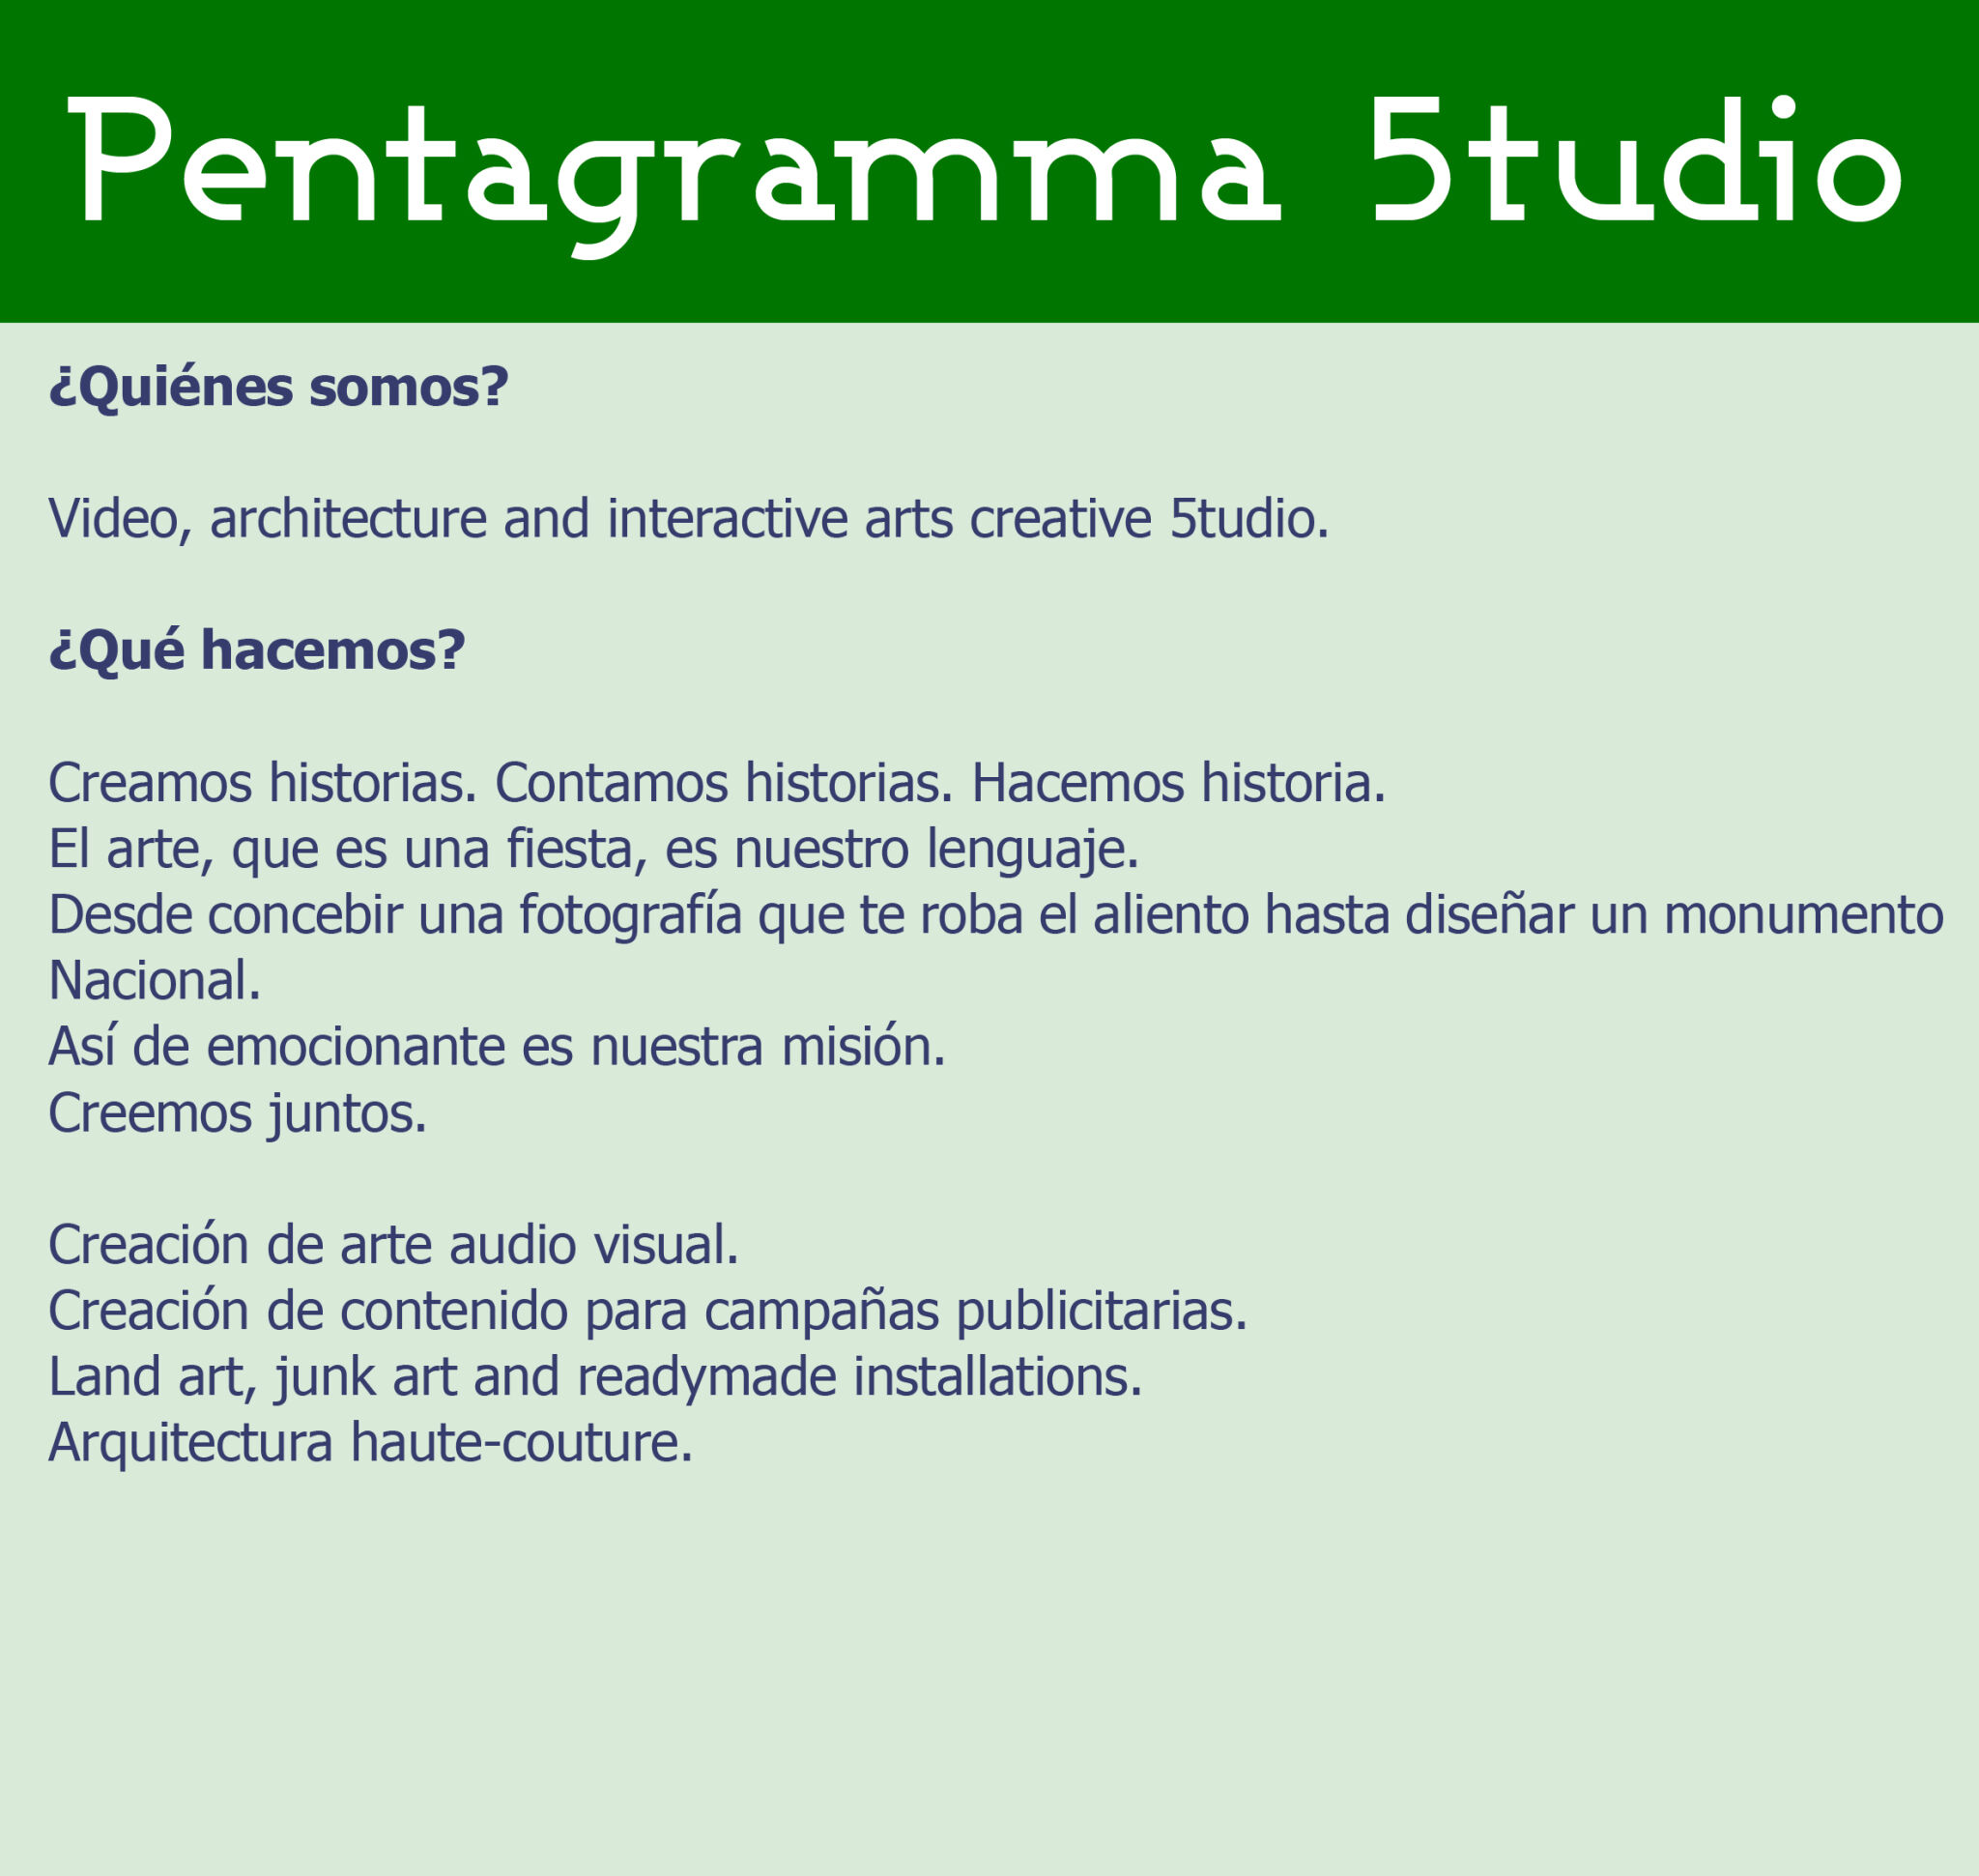 Pentagramma 5tudio
¿Quiénes somos?
Video, architecture and interactive arts creative 5tudio.
¿Qué hacemos?
Creamos historias. Contamos historias. Hacemos historia.
El arte, que es una fiesta, es nuestro lenguaje.
Desde concebir una fotografía que te roba el aliento hasta diseñar un monumento
Nacional.
Así de emocionante es nuestra misión.
Creemos juntos.
Creación de arte audio visual.
Creación de contenido para campañas publicitarias.
Land art, junk art and readymade installations.
Arquitectura haute-couture.